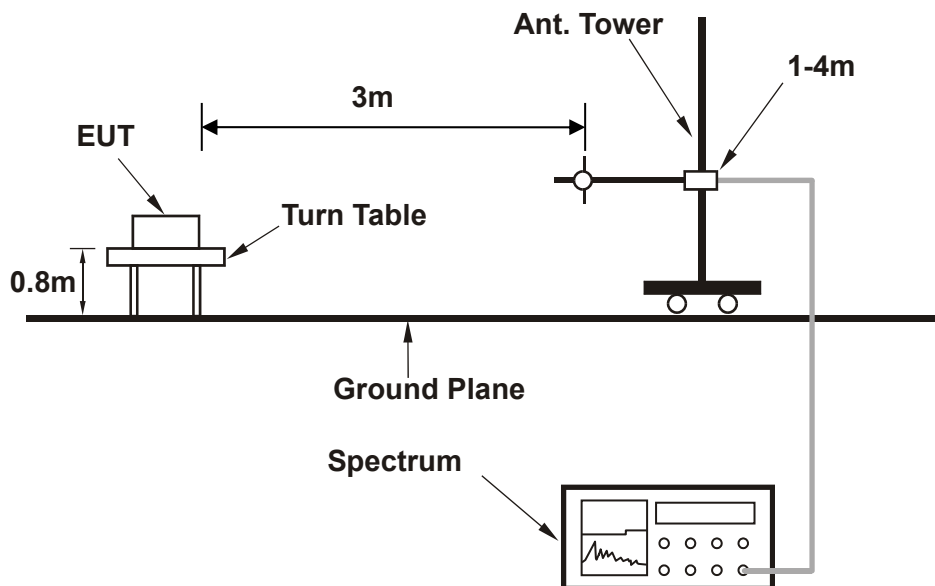 Ant. Tower
1-4m
3m
EUT
Turn Table
0.8m
Ground Plane
Spectrum